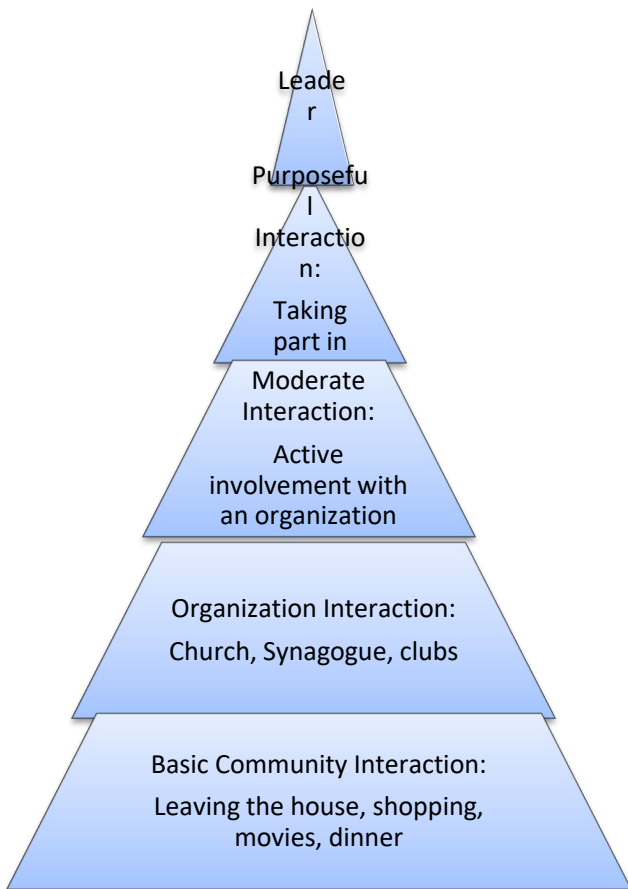 Leade
r
Purposefu
l
Interactio
n:
Taking
part in
Moderate
Interaction:
Active
involvement with
an organization
Organization Interaction:
Church, Synagogue, clubs
Basic Community Interaction:
Leaving the house, shopping,
movies, dinner